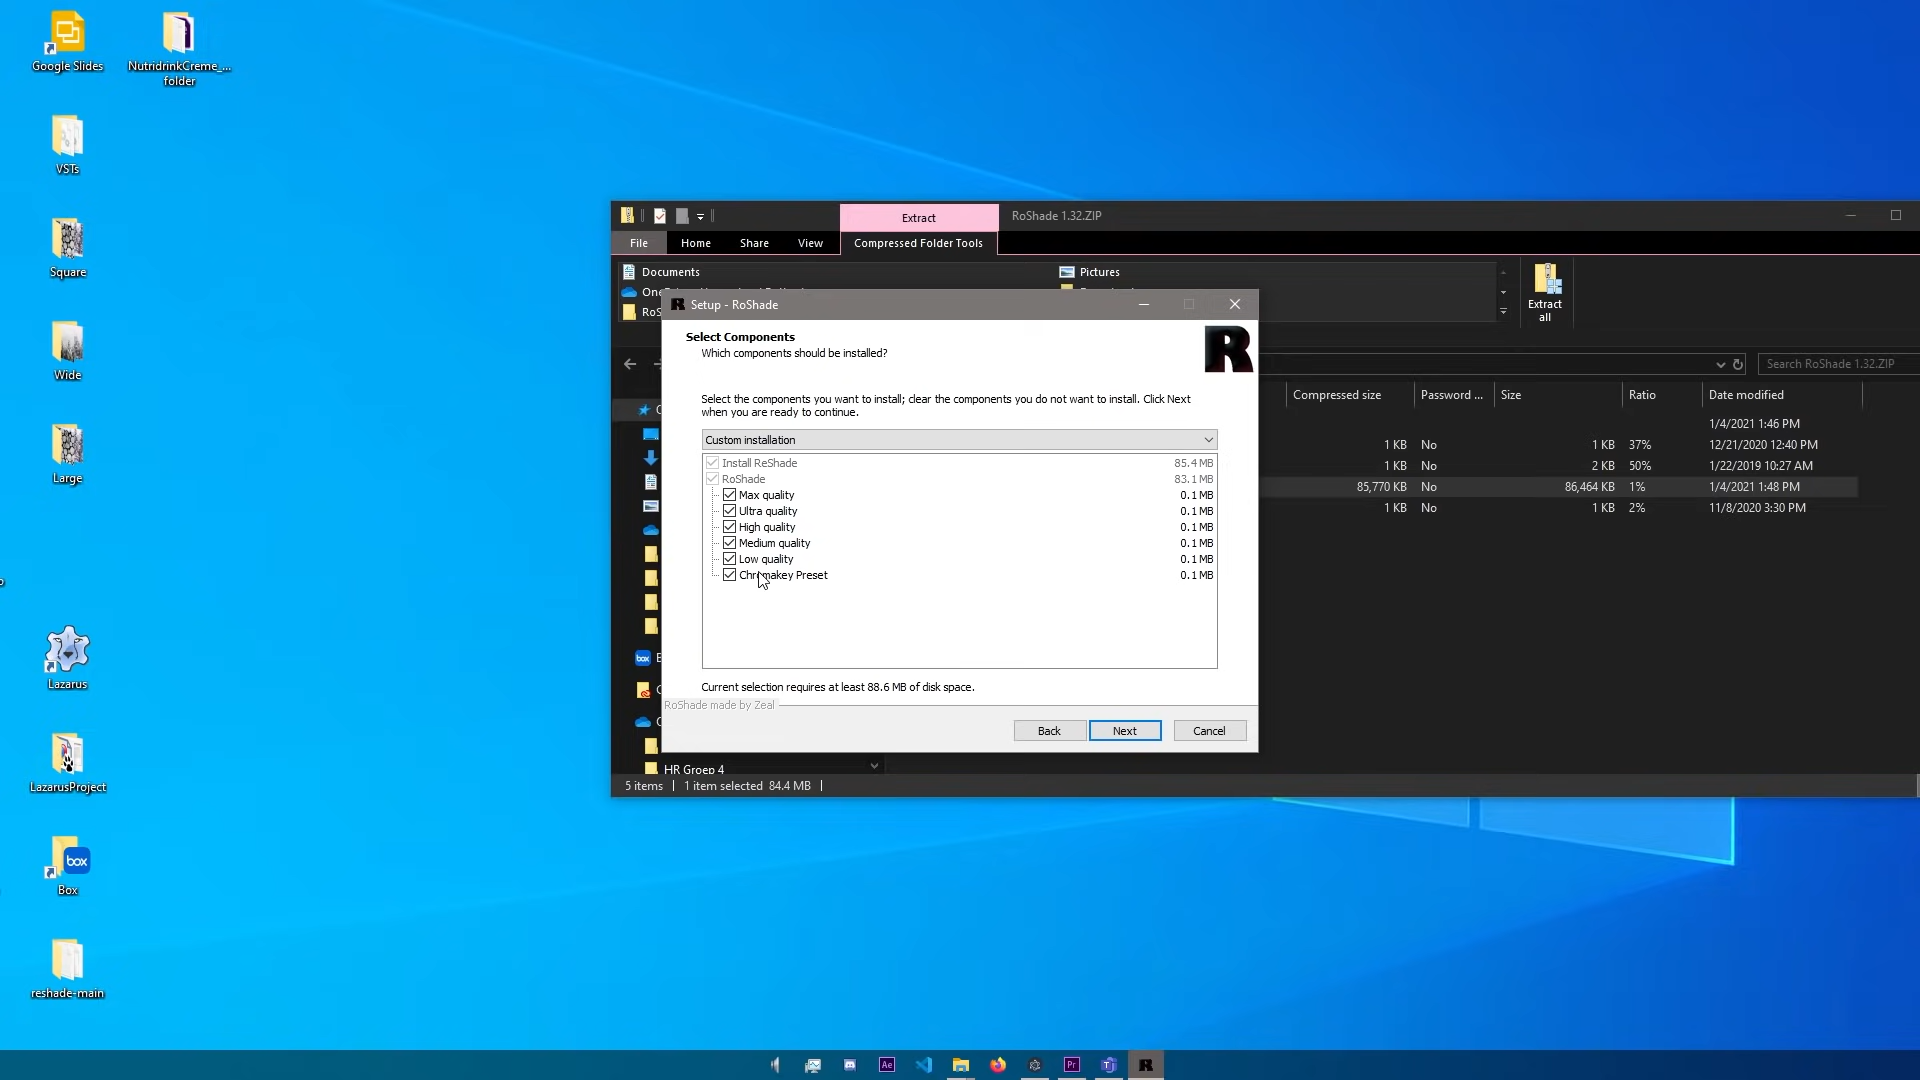 Google Slides
NutridrinkCreme_...
folder
VSTs
Square
Wide
Large
Lazarus
LazarusProject
box
Box
reshade-main
Extract
RoShade 1.32.ZIP
File
Home
Share
View
Compressed Folder Tools
Documents
Pictures
RoS
Extract
all
Search RoShade 1.32.ZIP
Compressed size
Password ...
Size
Ratio
Date modified
1/4/2021 1:46 PM
1 KB No 1 KB 37% 12/21/2020 12:40 PM
1 KB No 2 KB 50% 1/22/2019 10:27 AM
85,770 KB No 86,464 KB 1% 1/4/2021 1:48 PM
1 KB No 1 KB 2% 11/8/2020 3:30 PM
box
HR Groep 4
5 items
1 item selected 84.4 MB
R Setup - RoShade
Select Components
Which components should be installed?
R
Select the components you want to install; clear the components you do not want to install. Click Next
when you are ready to continue.
Custom installation
Install ReShade 85.4 MB
RoShade 83.1 MB
Max quality 0.1 MB
Ultra quality 0.1 MB
High quality 0.1 MB
Medium quality 0.1 MB
Low quality 0.1 MB
Chromakey Preset 0.1 MB
Current selection requires at least 88.6 MB of disk space.
RoShade made by Zeal
Back
Next
Cancel
Ae
Pr
R